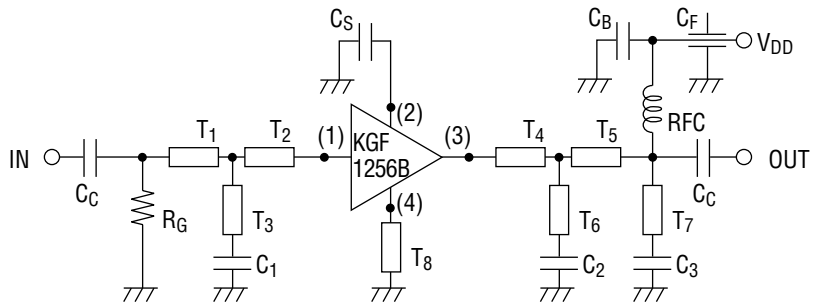 C_S
C_B
C_F
V_DD
(2)
RFC
T_1
T_2
(1)
KGF
1256B
(3)
T_4
T_5
IN
OUT
C_C
C_C
R_G
T_3
(4)
T_6
T_7
C_1
T_8
C_2
C_3